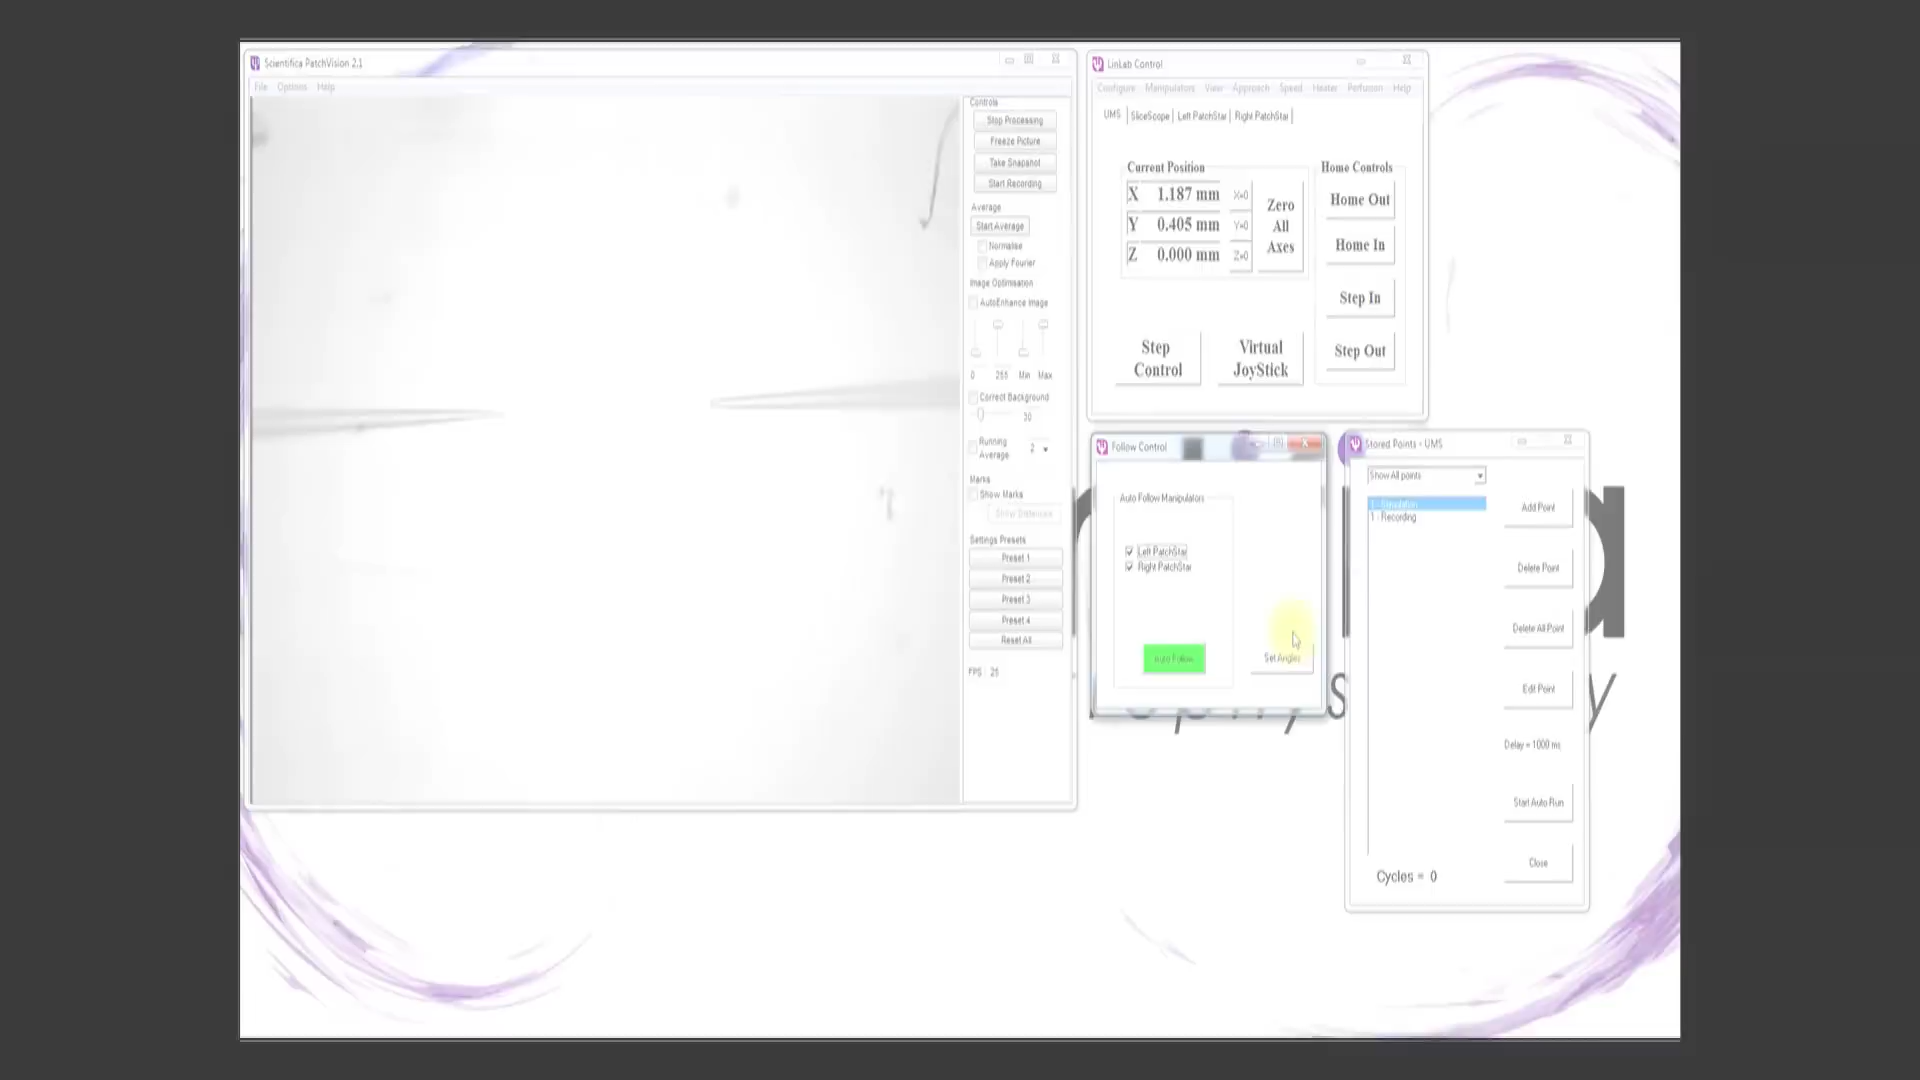 Scientifica PatchVision 2.1
File Options Help
Controls
Stop Processing
Freeze Picture
Take Snapshot
Start Recording
Average
Start Average
Normalise
Apply Fourier
Image Optimisation
AutoEnhance Image
0 255 Min Max
Correct Background
30
Running
Average
2
Marks
Show Marks
Show Distances
Settings Presets
Preset 1
Preset 2
Preset 3
Preset 4
Reset All
FPS : 25
LinLab Control
Configure Manipulators View Approach Speed Heater Perfusion Help
UMS SliceScope Left PatchStar Right PatchStar
Current Position
X 1.187 mm X=0
Y 0.405 mm Y=0
Z 0.000 mm Z=0
Zero
All
Axes
Home Controls
Home Out
Home In
Step In
Step Out
Step
Control
Virtual
JoyStick
Follow Control
Auto Follow Manipulators
Left PatchStar
Right PatchStar
Auto Follow
Set Angles
Stored Points - UMS
Show All points
1 : Stimulation
1 : Recording
Add Point
Delete Point
Delete All Point
Edit Point
Delay = 1000 ms
Start Auto Run
Close
Cycles = 0